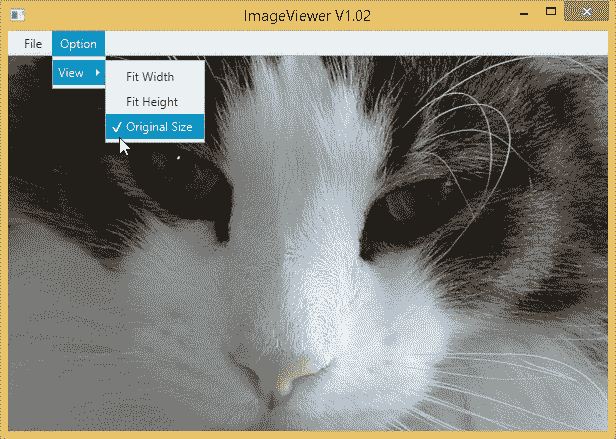 ImageViewer V1.02
File Option
View
Fit Width
Fit Height
Original Size